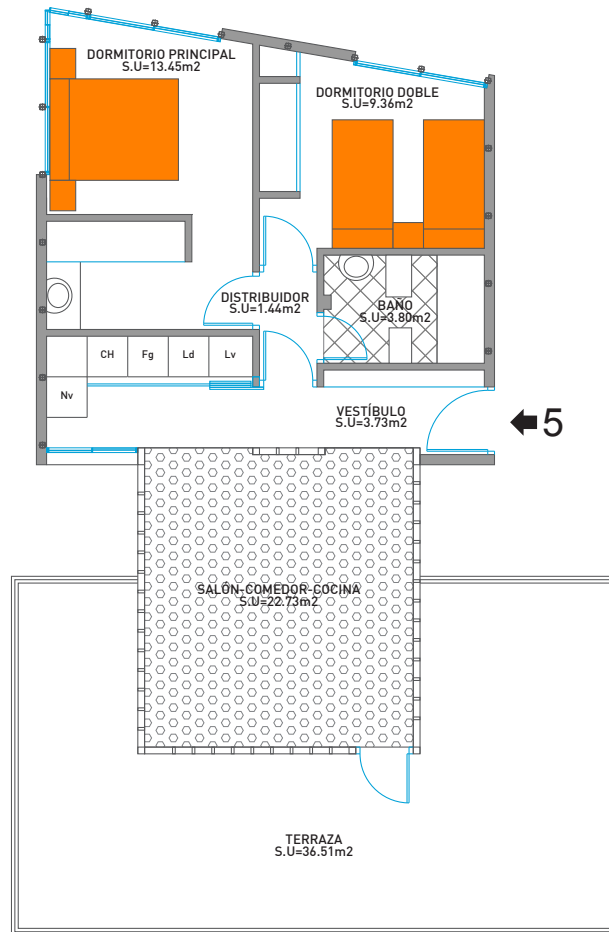 DORMITORIO PRINCIPAL
S.U=13.45m2
DORMITORIO DOBLE
S.U=9.36m2
DISTRIBUIDOR
S.U=1.44m2
BAÑO
S.U=3.80m2
CH
Fg
Ld
Lv
Nv
VESTÍBULO
S.U=3.73m2
5
SALÓN-COMEDOR-COCINA
S.U=22.73m2
TERRAZA
S.U=36.51m2